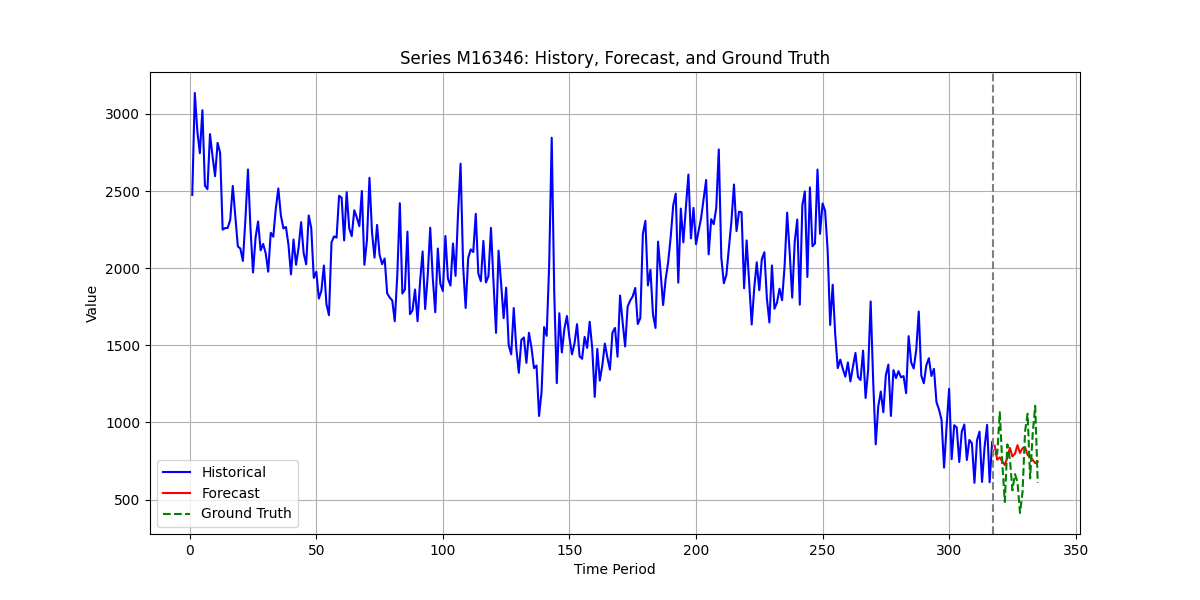 Series M16346: History, Forecast, and Ground Truth
Value
3000
2500
2000
1500
1000
500
Historical
Forecast
Ground Truth
0 50 100 150 200 250 300 350
Time Period